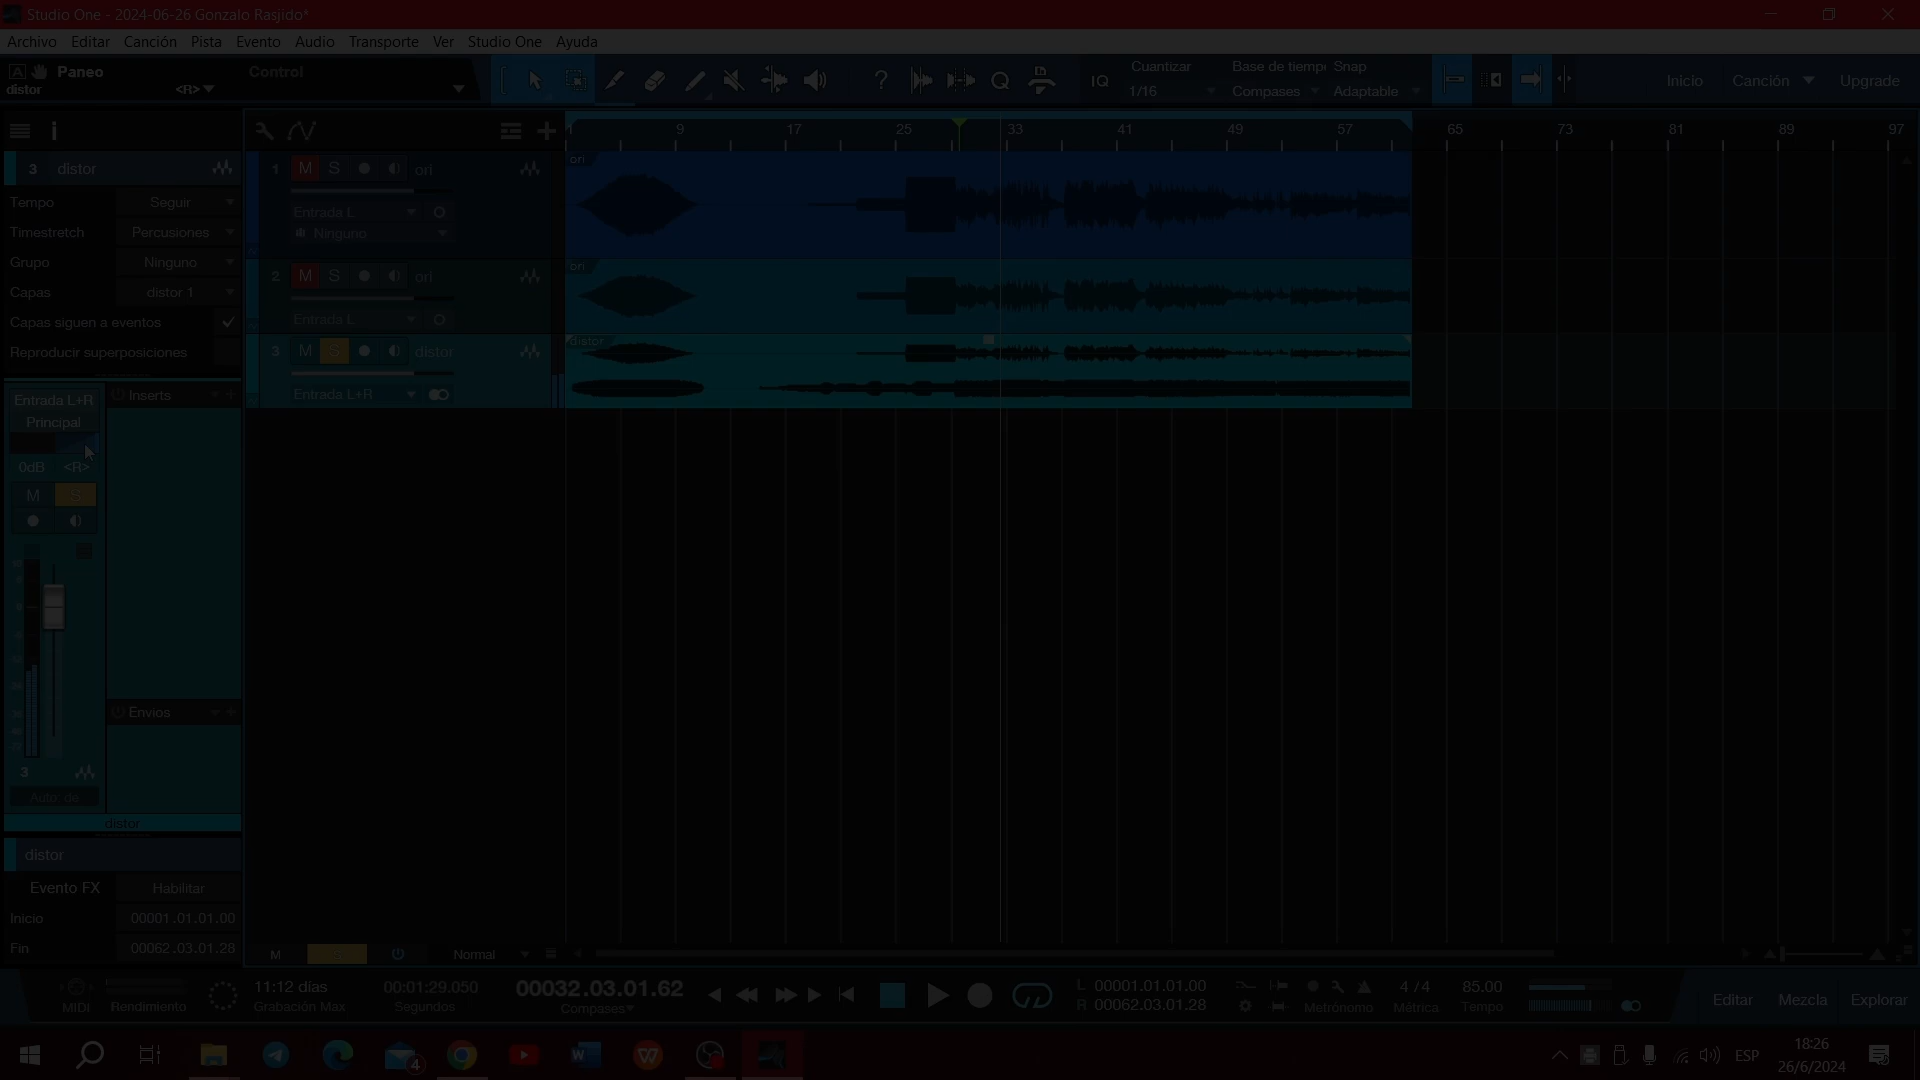 Studio One - 2024-06-26 Gonzalo Rasjido*
Archivo Editar Canción Pista Evento Audio Transporte Ver Studio One Ayuda
A Paneo Control
distor <R>
? IQ
Cuantizar Base de tiempo Snap
1/16 Compases Adaptable
Inicio Canción Upgrade
1 9 17 25 33 41 49 57 65 73 81 89 97
3 distor
Tempo Seguir
Timestretch Percusiones
Grupo Ninguno
Capas distor 1
Capas siguen a eventos
Reproducir superposiciones
1 M S ori
Entrada L
Ninguno
ori
2 M S ori
Entrada L
ori
3 M S distor
Entrada L+R
distor
Entrada L+R
Principal
0dB <R>
M S
Inserts
Envios
3
Auto: de
distor
distor
Evento FX Habilitar
Inicio 00001.01.01.00
Fin 00062.03.01.28
M S Normal
MIDI
Rendimiento
11:12 días
Grabación Max
00:01:29.050
Segundos
00032.03.01.62
Compases
L 00001.01.01.00
R 00062.03.01.28
Metrónomo
4 / 4
Métrica
85.00
Tempo
Editar Mezcla Explorar
4
ESP
18:26
26/6/2024